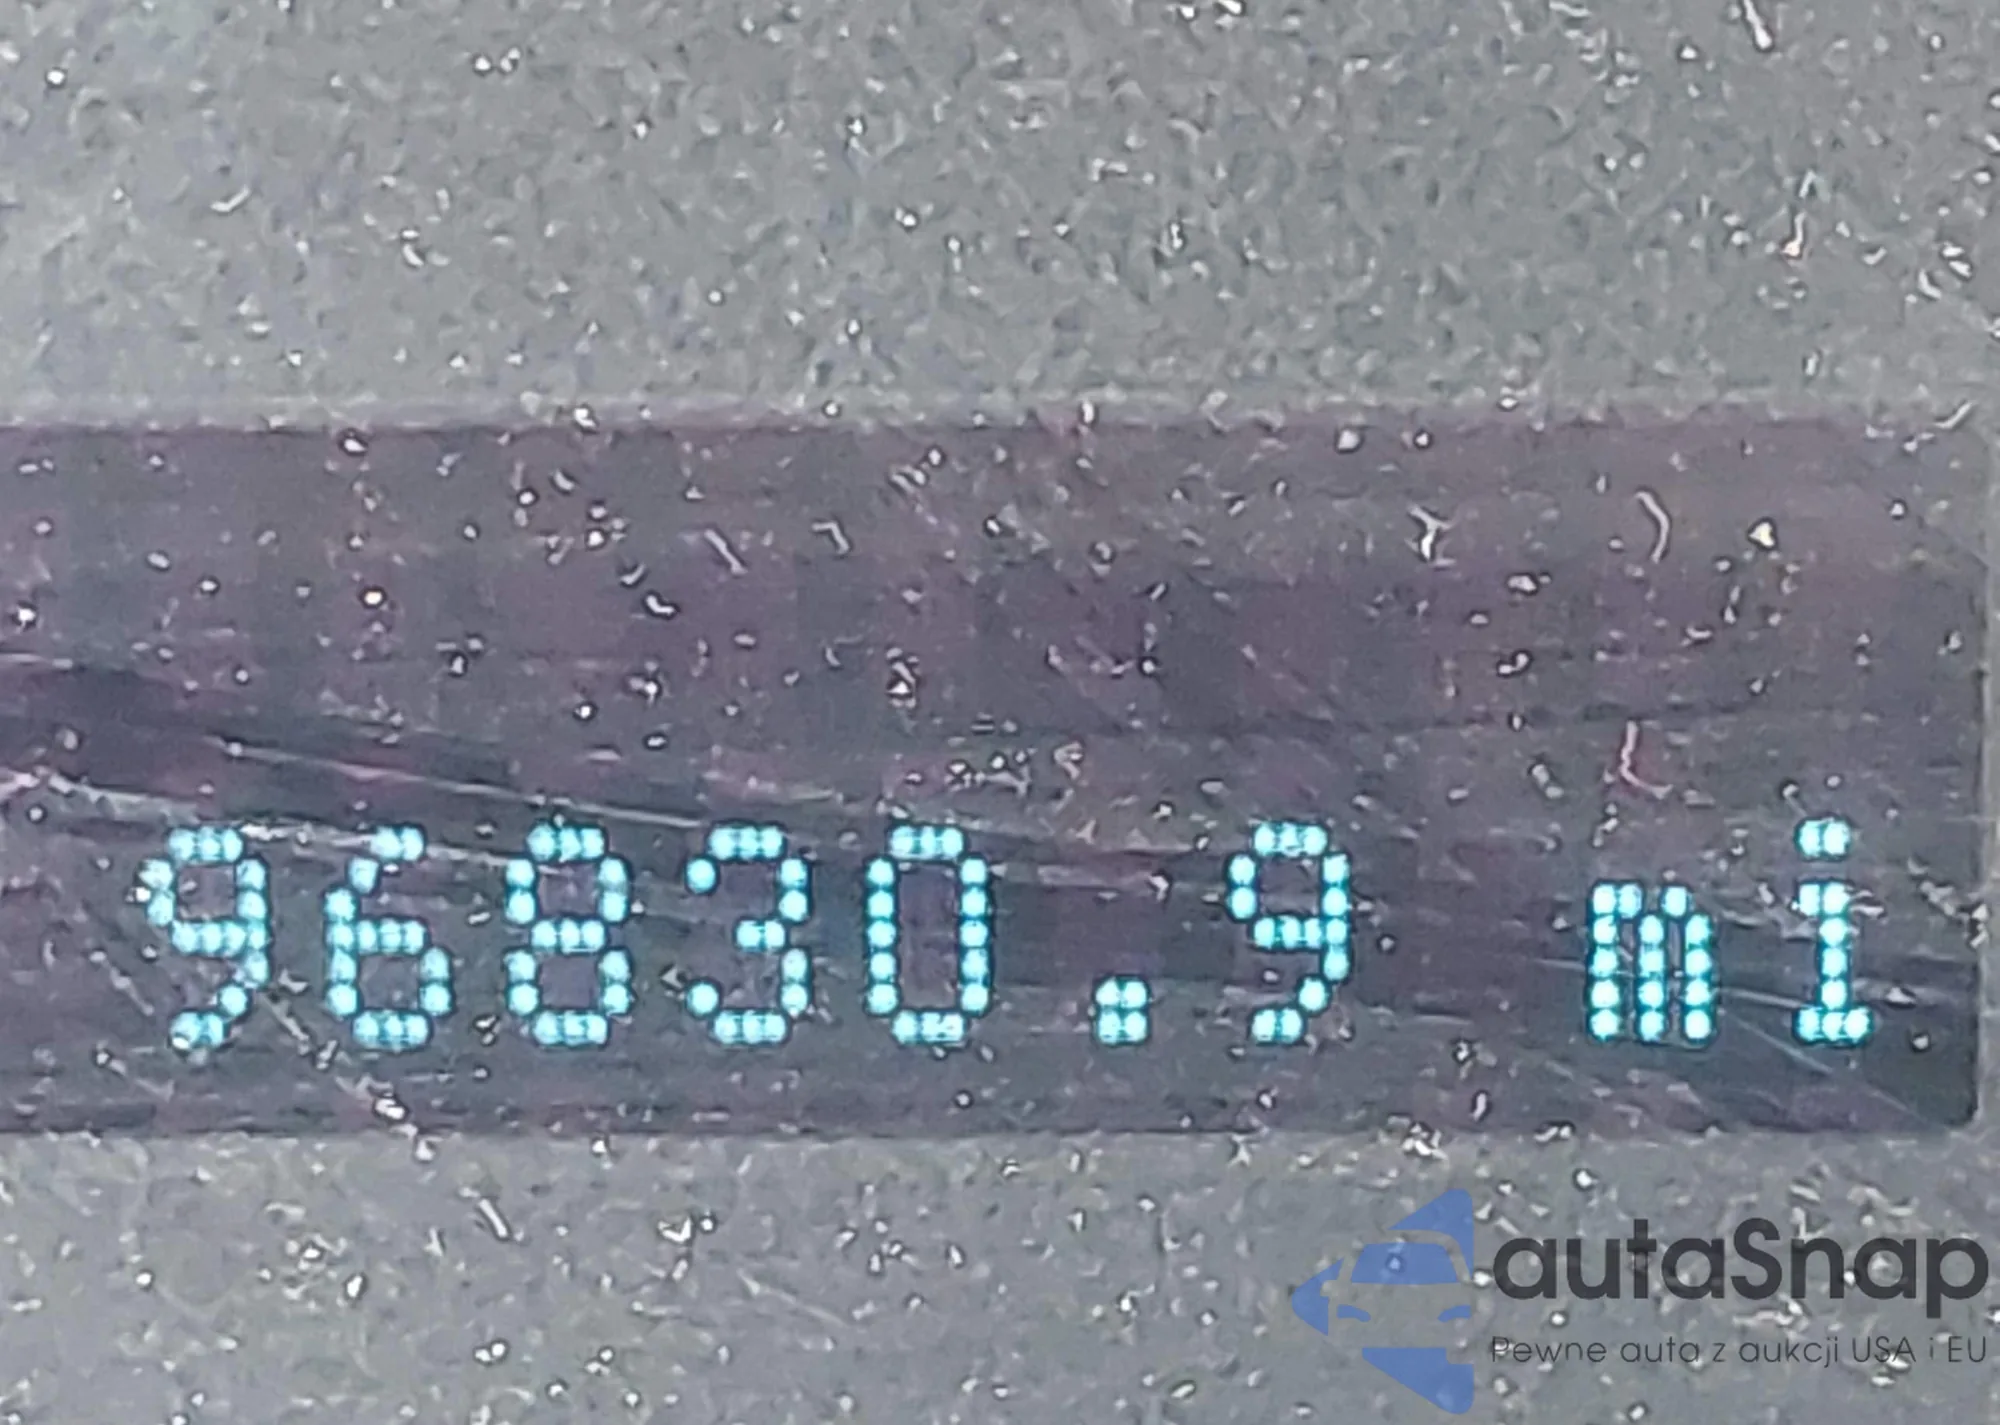 96830.9 mi
autaSnap
Pewne auta z aukcji USA i EU